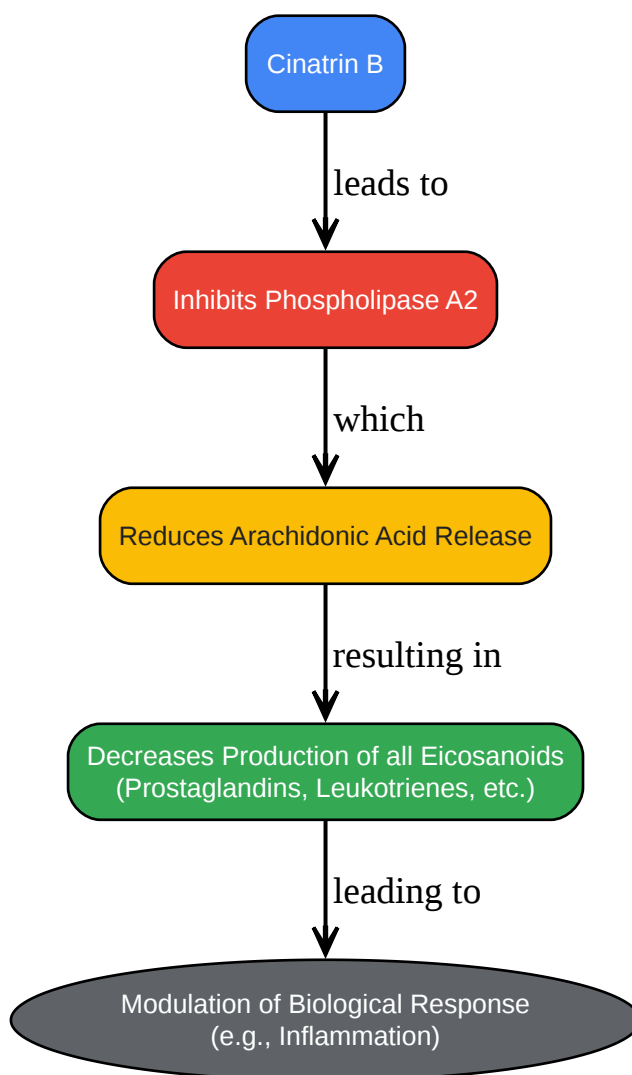 Cinatrin B
leads to
Inhibits Phospholipase A2
which
Reduces Arachidonic Acid Release
resulting in
Decreases Production of all Eicosanoids
(Prostaglandins, Leukotrienes, etc.)
leading to
Modulation of Biological Response
(e.g., Inflammation)